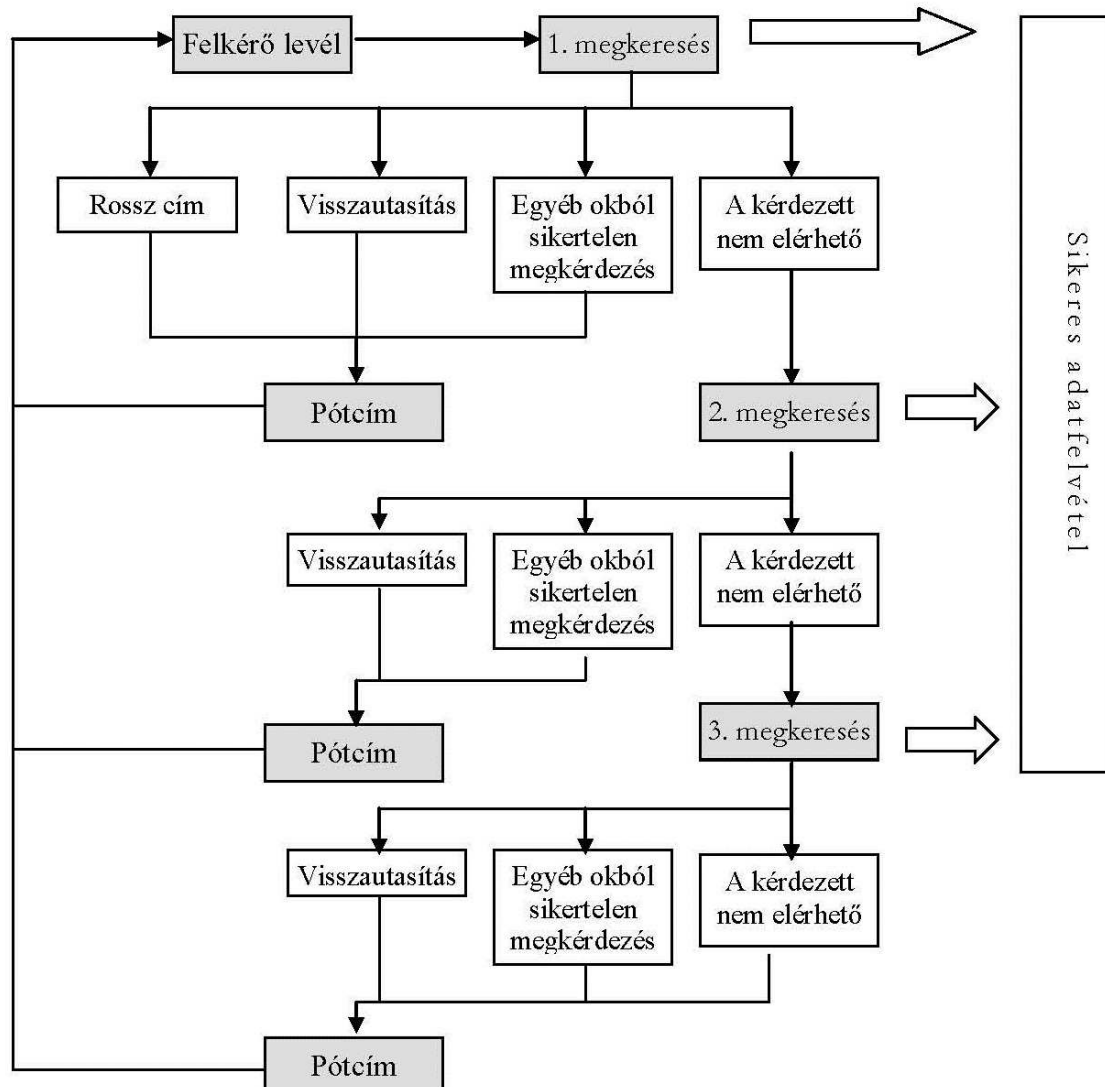 Felkérő levél
1. megkeresés
Rossz cím
Visszautasítás
Egyéb okból
sikertelen
megkérdezés
A kérdezett
nem elérhető
Pótcím
2. megkeresés
Visszautasítás
Egyéb okból
sikertelen
megkérdezés
A kérdezett
nem elérhető
Pótcím
3. megkeresés
Visszautasítás
Egyéb okból
sikertelen
megkérdezés
A kérdezett
nem elérhető
Pótcím
Sikeres adatfelvétel